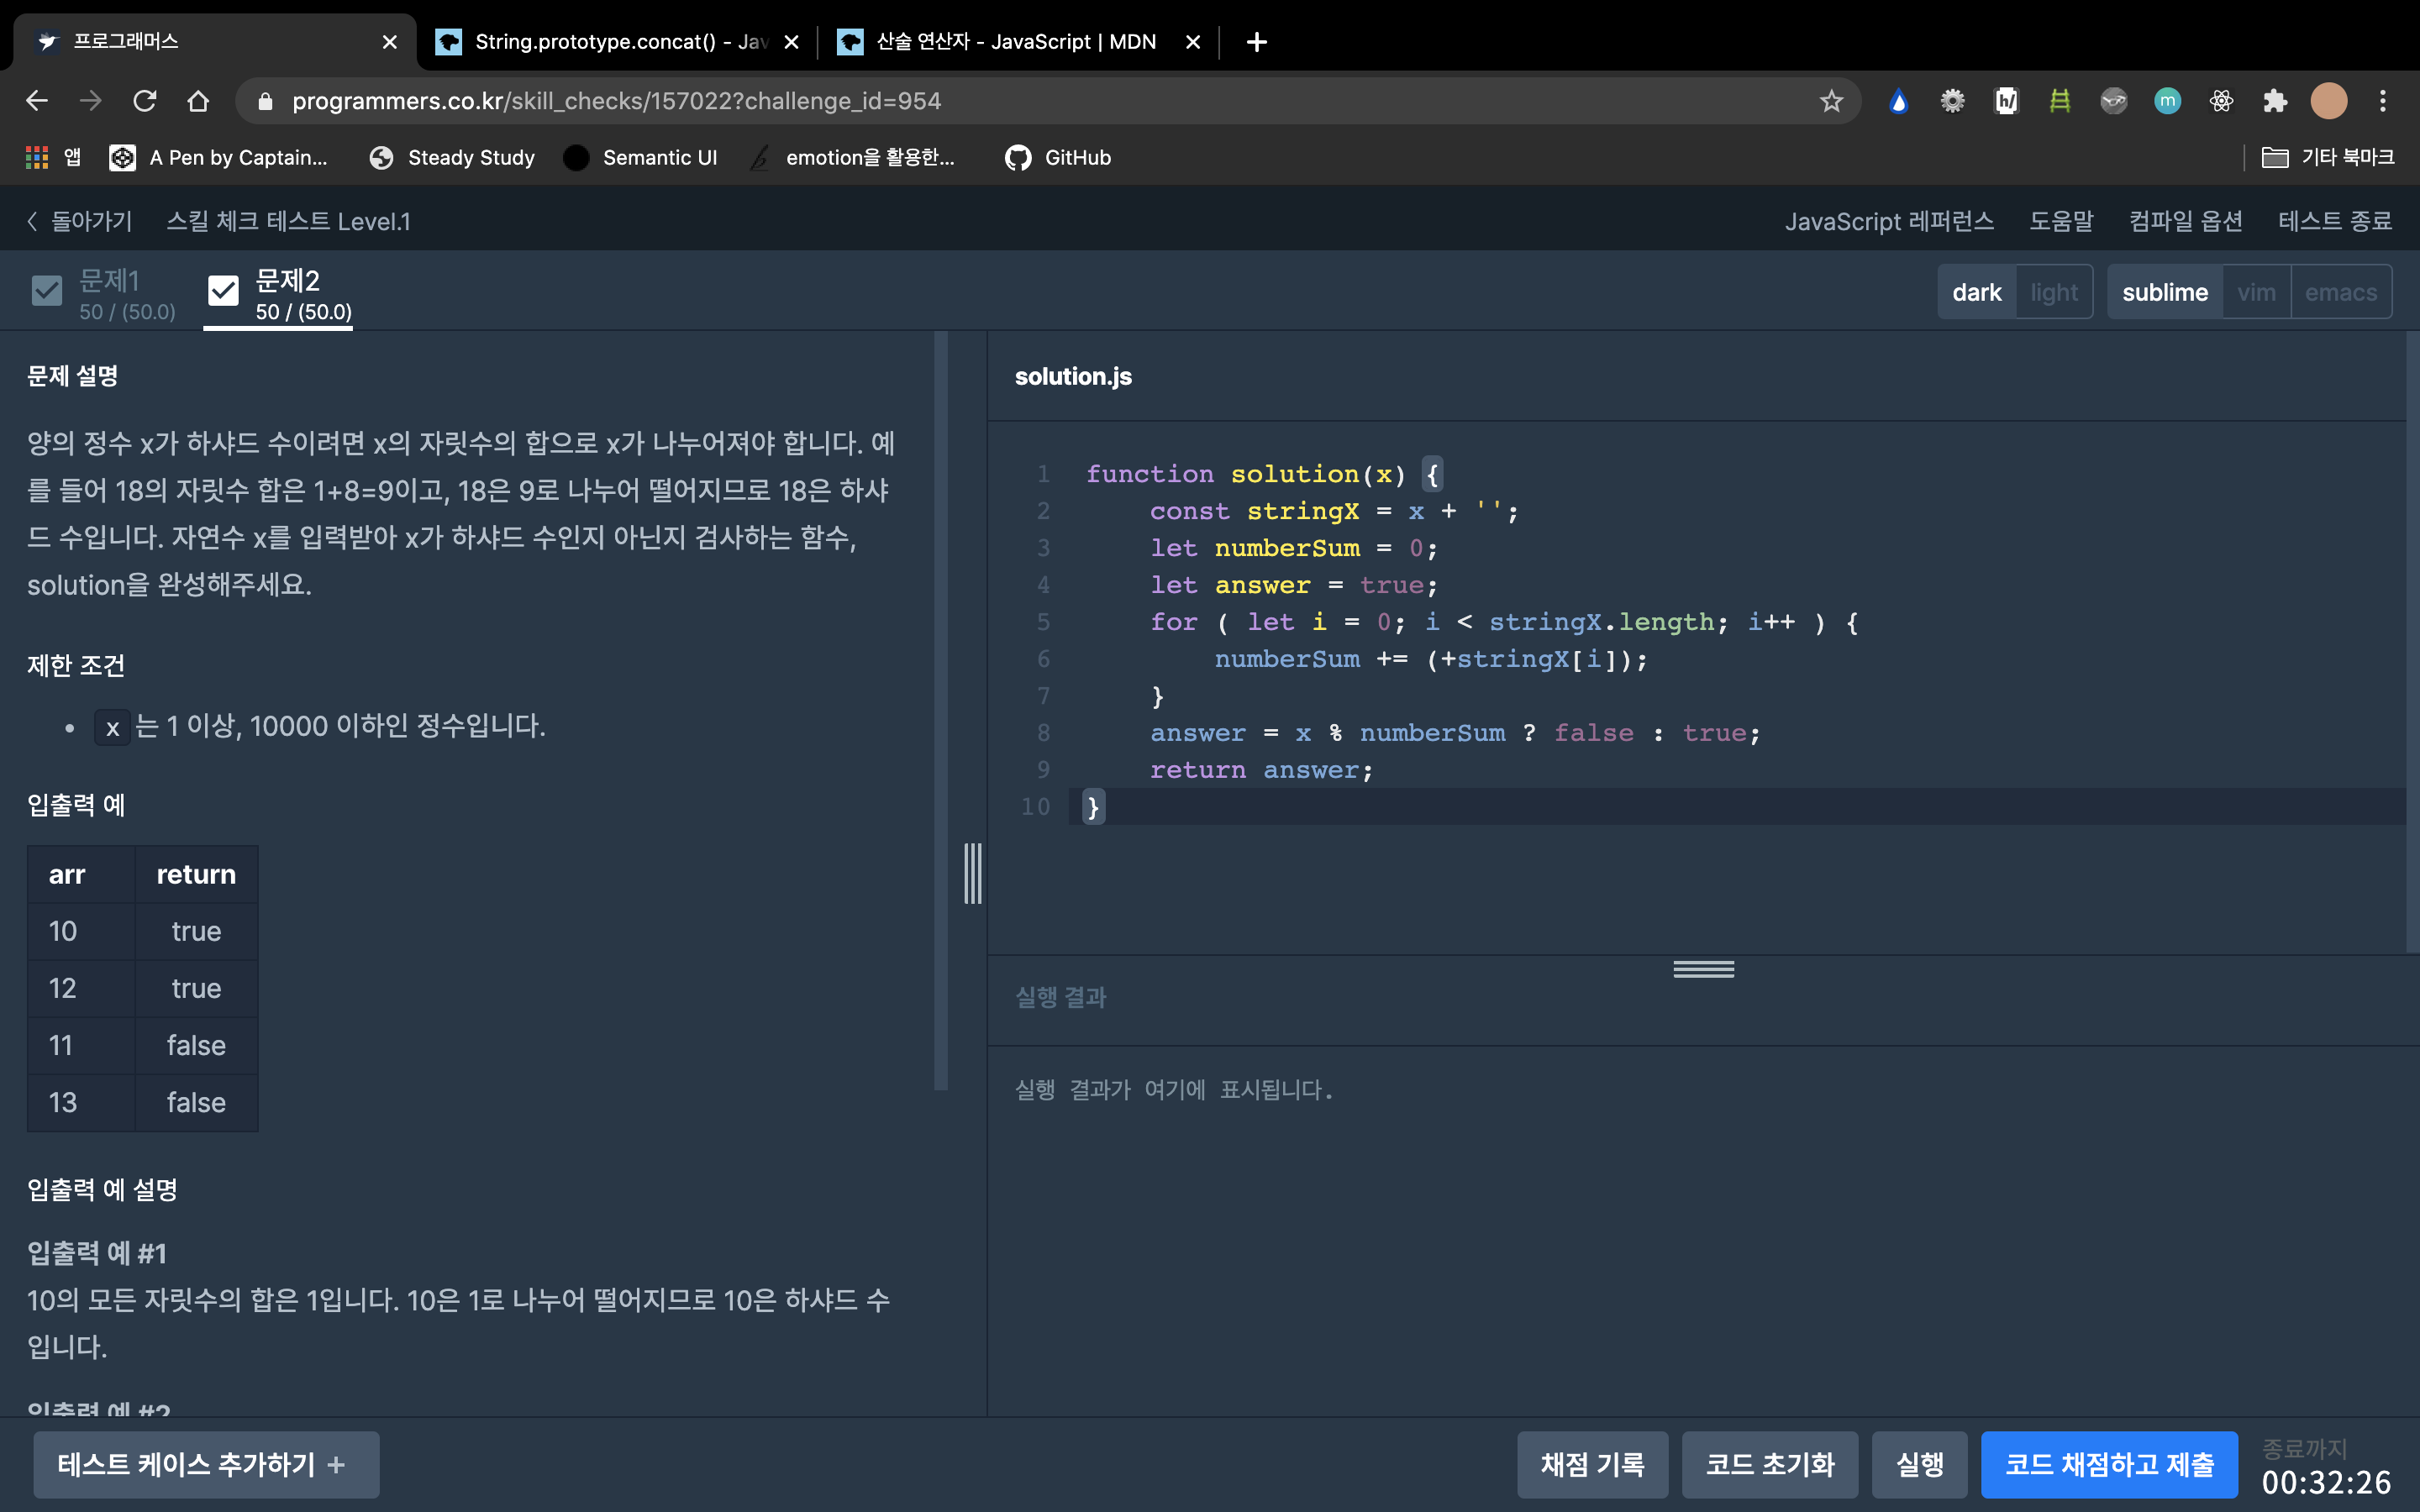 프로그래머스
String.prototype.concat() - Jav
산술 연산자 - JavaScript | MDN
programmers.co.kr/skill_checks/157022?challenge_id=954
앱
A Pen by Captain...
Steady Study
Semantic UI
emotion을 활용한...
GitHub
기타 북마크
돌아가기
스킬 체크 테스트 Level.1
JavaScript 레퍼런스
도움말
컴파일 옵션
테스트 종료
문제1
50 / (50.0)
문제2
50 / (50.0)
dark light
sublime vim emacs
문제 설명
양의 정수 x가 하샤드 수이려면 x의 자릿수의 합으로 x가 나누어져야 합니다. 예
를 들어 18의 자릿수 합은 1+8=9이고, 18은 9로 나누어 떨어지므로 18은 하샤
드 수입니다. 자연수 x를 입력받아 x가 하샤드 수인지 아닌지 검사하는 함수,
solution을 완성해주세요.
제한 조건
• x 는 1 이상, 10000 이하인 정수입니다.
입출력 예
arr return
10 true
12 true
11 false
13 false
입출력 예 설명
입출력 예 #1
10의 모든 자릿수의 합은 1입니다. 10은 1로 나누어 떨어지므로 10은 하샤드 수
입니다.
입출력 예 #2
solution.js
1 function solution(x) {
2 const stringX = x + '';
3 let numberSum = 0;
4 let answer = true;
5 for ( let i = 0; i < stringX.length; i++ ) {
6 numberSum += (+stringX[i]);
7 }
8 answer = x % numberSum ? false : true;
9 return answer;
10 }
실행 결과
실행 결과가 여기에 표시됩니다.
테스트 케이스 추가하기 +
채점 기록
코드 초기화
실행
코드 채점하고 제출
종료까지
00:32:26